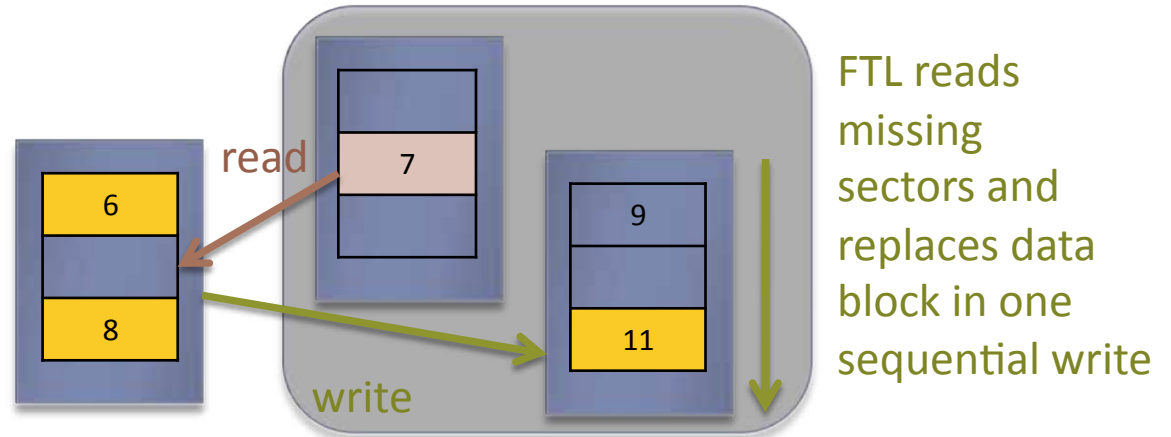 read
6
8
7
9
11
write
FTL reads
missing
sectors and
replaces data
block in one
sequential write